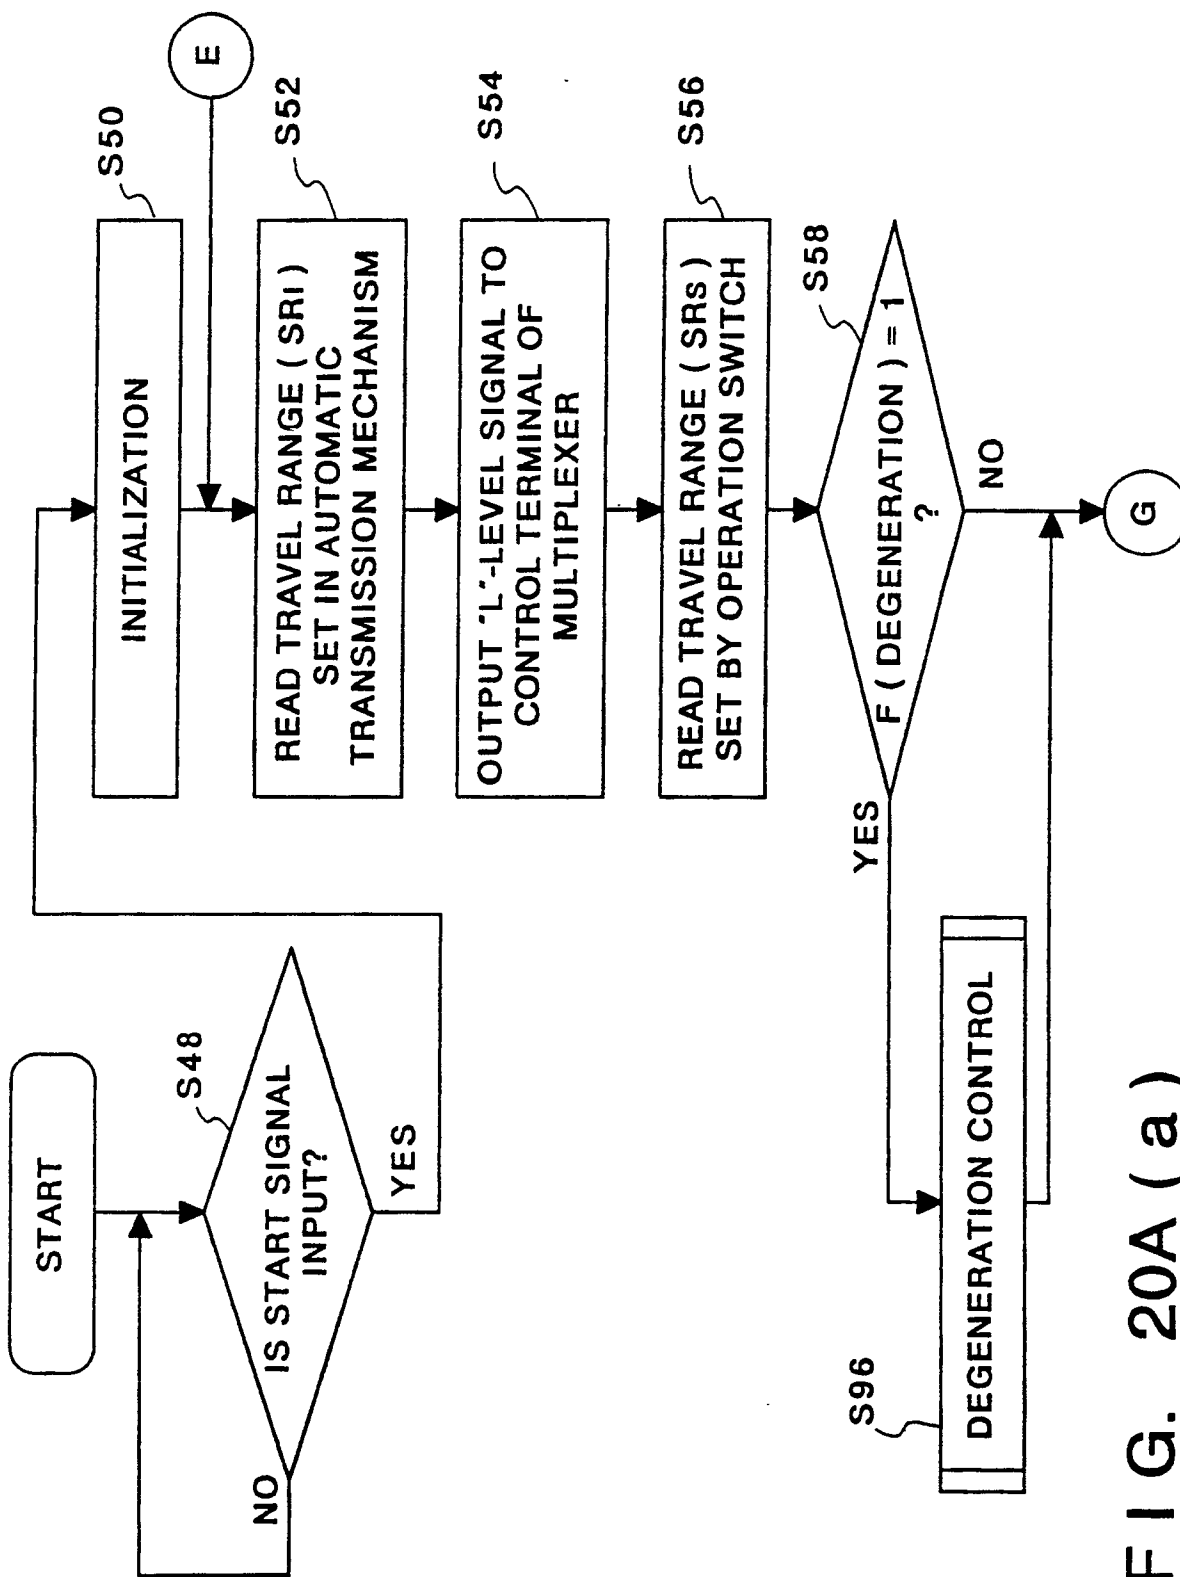 START
S48
IS START SIGNAL
INPUT?
NO
YES
S50
INITIALIZATION
E
S52
READ TRAVEL RANGE ( SRI )
SET IN AUTOMATIC
TRANSMISSION MECHANISM
S54
OUTPUT "L"-LEVEL SIGNAL TO
CONTROL TERMINAL OF
MULTIPLEXER
S56
READ TRAVEL RANGE ( SRS )
SET BY OPERATION SWITCH
S58
F ( DEGENERATION ) = 1
?
YES
NO
S96
DEGENERATION CONTROL
G
FIG. 20A ( a )